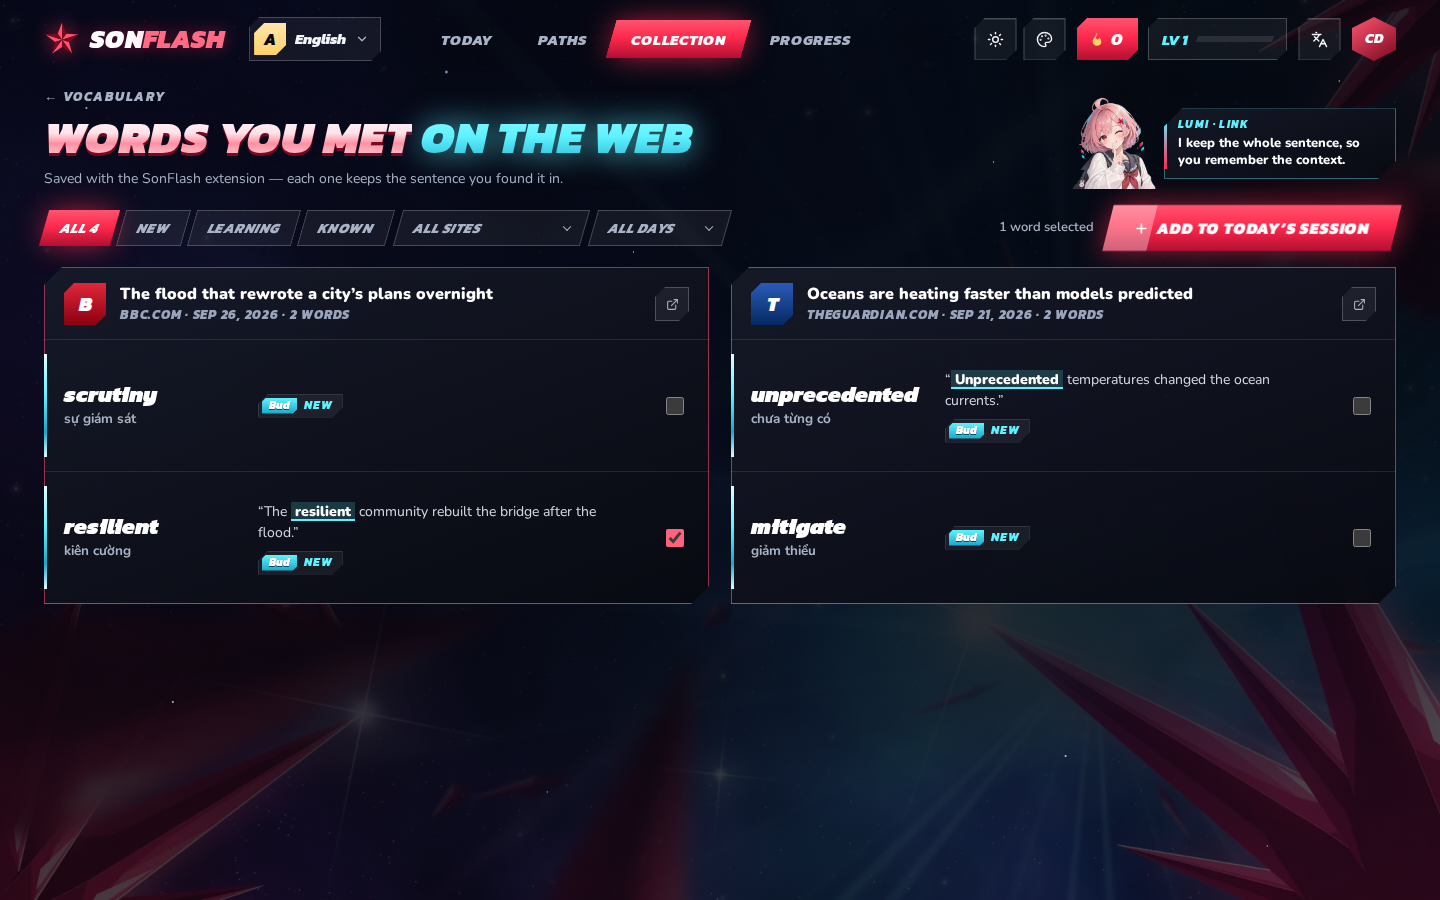 SONFLASH
A English
TODAY PATHS COLLECTION PROGRESS
0
LV 1
CD
← VOCABULARY
WORDS YOU MET ON THE WEB
Saved with the SonFlash extension — each one keeps the sentence you found it in.
LUMI · LINK
I keep the whole sentence, so
you remember the context.
ALL 4 NEW LEARNING KNOWN ALL SITES ALL DAYS
1 word selected
+ ADD TO TODAY'S SESSION
B
The flood that rewrote a city’s plans overnight
BBC.COM · SEP 26, 2026 · 2 WORDS
scrutiny
sự giám sát
Bud NEW
resilient
kiên cường
“The resilient community rebuilt the bridge after the
flood.”
Bud NEW
T
Oceans are heating faster than models predicted
THEGUARDIAN.COM · SEP 21, 2026 · 2 WORDS
unprecedented
chưa từng có
“Unprecedented temperatures changed the ocean
currents.”
Bud NEW
mitigate
giảm thiểu
Bud NEW